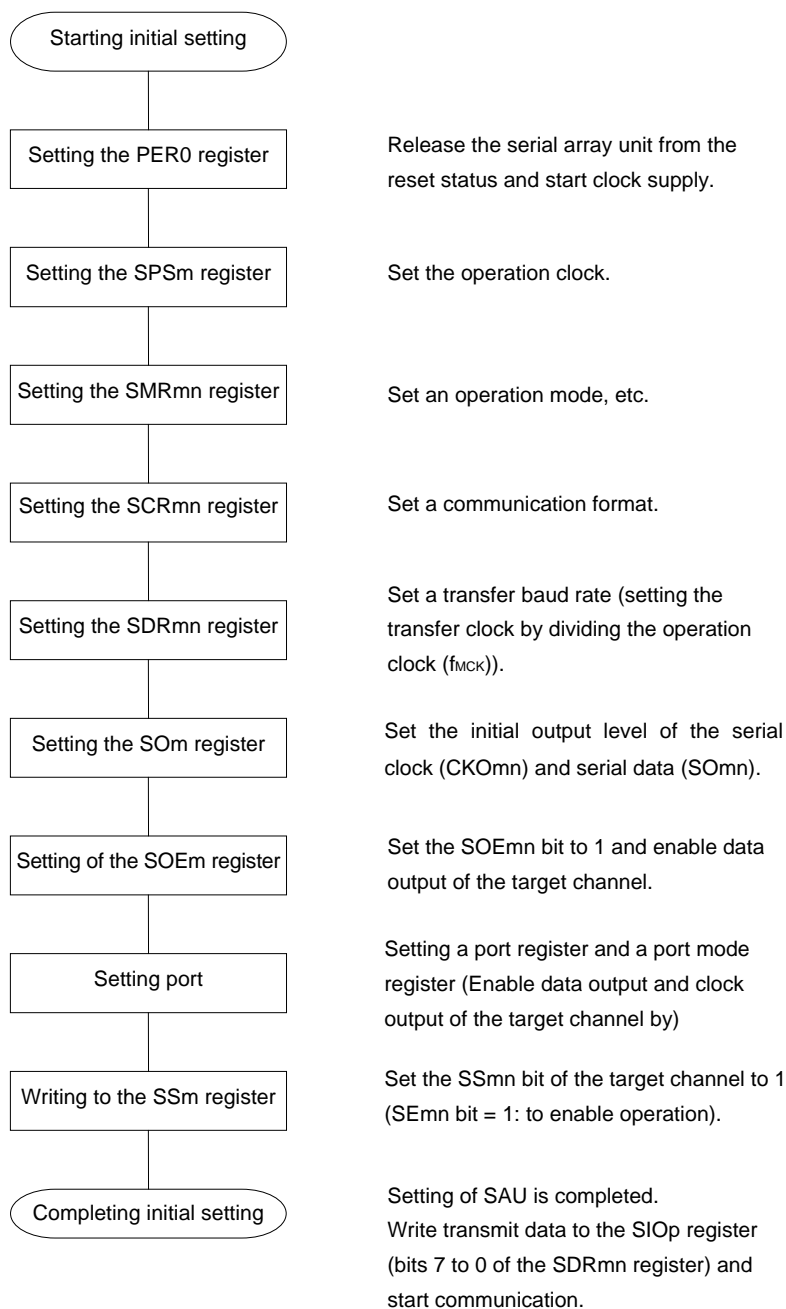 Starting initial setting
Setting the PER0 register
Release the serial array unit from the
reset status and start clock supply.
Setting the SPSm register
Set the operation clock.
Setting the SMRmn register
Set an operation mode, etc.
Setting the SCRmn register
Set a communication format.
Setting the SDRmn register
Set a transfer baud rate (setting the
transfer clock by dividing the operation
clock (fMCK)).
Setting the SOm register
Set the initial output level of the serial
clock (CKOmn) and serial data (SOmn).
Setting of the SOEm register
Set the SOEmn bit to 1 and enable data
output of the target channel.
Setting port
Setting a port register and a port mode
register (Enable data output and clock
output of the target channel by)
Writing to the SSm register
Set the SSmn bit of the target channel to 1
(SEmn bit = 1: to enable operation).
Completing initial setting
Setting of SAU is completed.
Write transmit data to the SIOp register
(bits 7 to 0 of the SDRmn register) and
start communication.